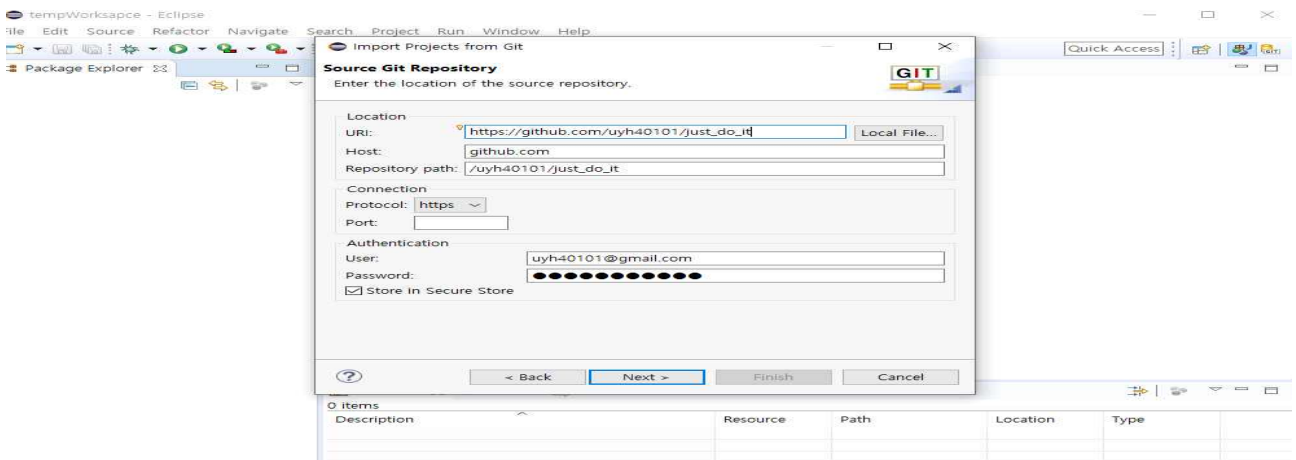 tempWorksapce - Eclipse
File Edit Source Refactor Navigate Search Project Run Window Help
Quick Access
Package Explorer
Import Projects from Git
Source Git Repository
Enter the location of the source repository.
GIT
Location
URI: https://github.com/uyh40101/just_do_it Local File...
Host: github.com
Repository path: /uyh40101/just_do_it
Connection
Protocol: https
Port:
Authentication
User: uyh40101@gmail.com
Password: ●●●●●●●●●●●
Store in Secure Store
? < Back Next > Finish Cancel
0 items
Description Resource Path Location Type